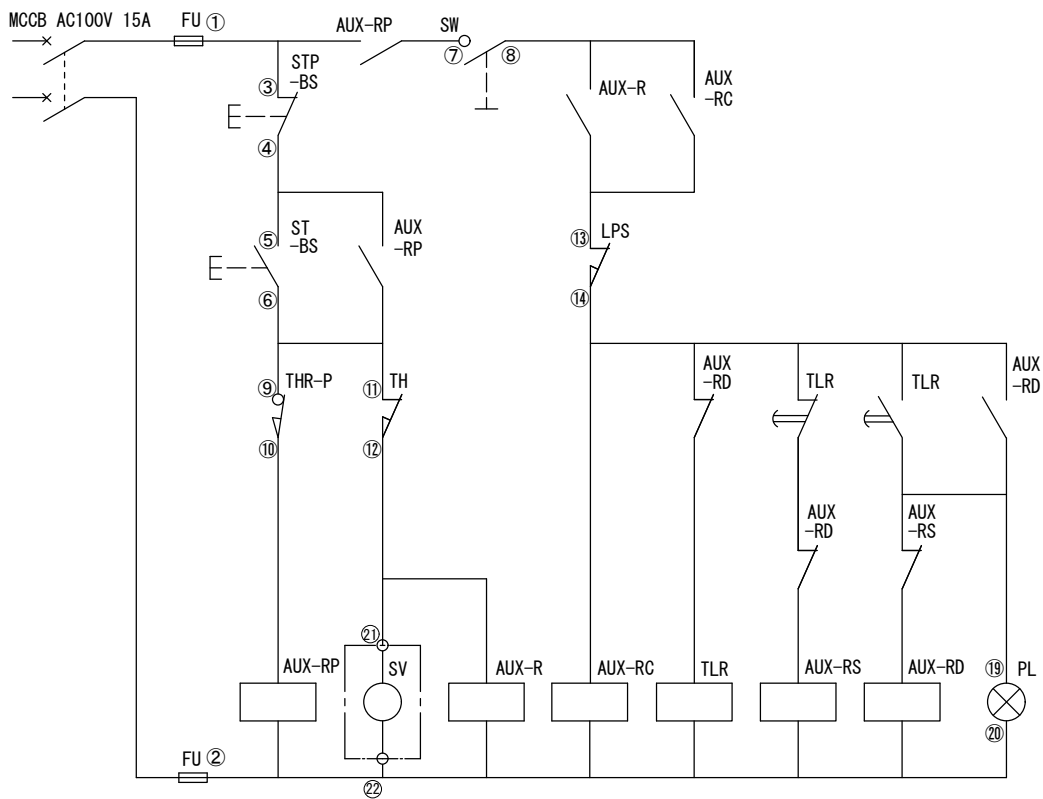 MCCB AC100V 15A
FU ①
AUX-RP
SW
⑦
⑧
③
STP
-BS
④
AUX-R
AUX
-RC
⑤
ST
-BS
⑥
AUX
-RP
⑬
LPS
⑭
⑨
THR-P
⑩
⑪
TH
⑫
AUX
-RD
TLR
TLR
AUX
-RD
AUX
-RD
AUX
-RS
㉑
AUX-RP
SV
AUX-R
AUX-RC
TLR
AUX-RS
AUX-RD
⑲
PL
⑳
FU ②
㉒